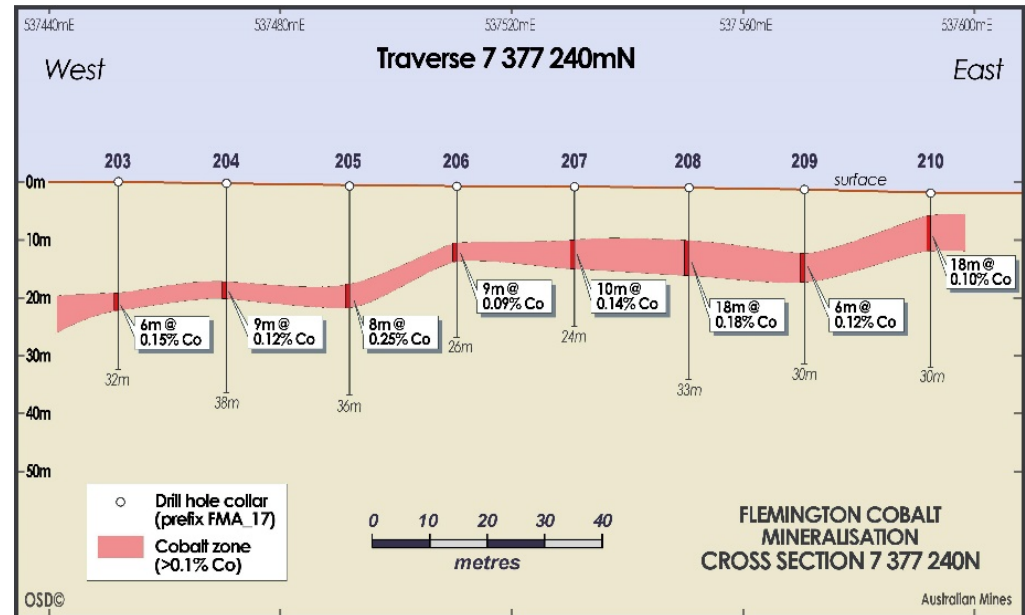 537440mE 537480mE 537520mE 537 560mE 537600mE
Traverse 7 377 240mN
West East
203 204 205 206 207 208 209 210
0m
surface
10m
20m
30m
40m
50m
6m @
0.15% Co
9m @
0.12% Co
8m @
0.25% Co
9m @
0.09% Co
10m @
0.14% Co
18m @
0.18% Co
6m @
0.12% Co
18m @
0.10% Co
32m
38m
36m
26m
24m
33m
30m
30m
Drill hole collar
(prefix FMA_17)
Cobalt zone
(>0.1% Co)
0 10 20 30 40
metres
FLEMINGTON COBALT
MINERALISATION
CROSS SECTION 7 377 240N
OSD©
Australian Mines